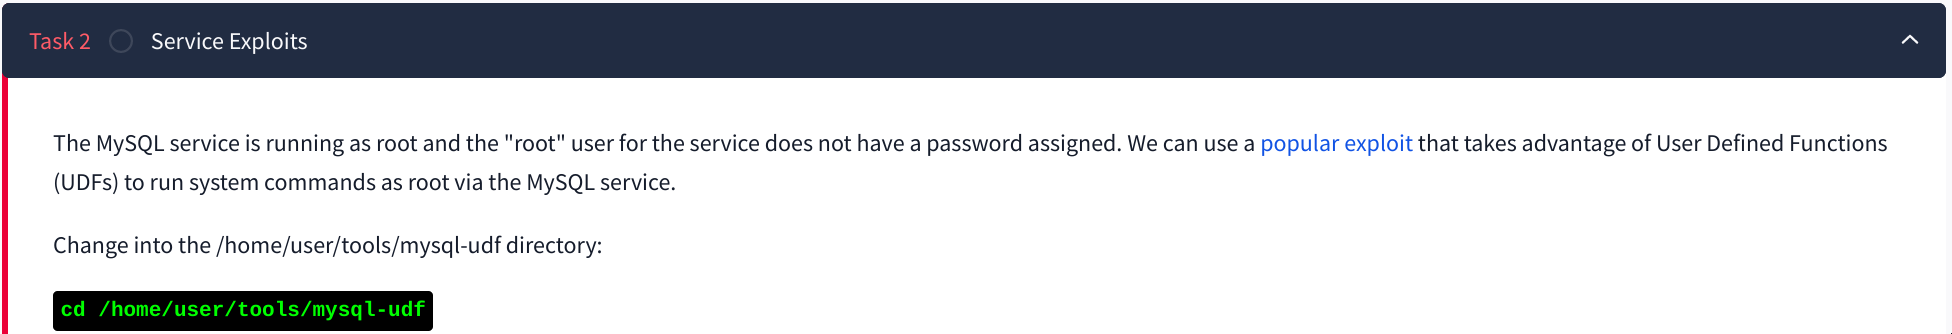 Task 2 Service Exploits
The MySQL service is running as root and the "root" user for the service does not have a password assigned. We can use a popular exploit that takes advantage of User Defined Functions
(UDFs) to run system commands as root via the MySQL service.
Change into the /home/user/tools/mysql-udf directory:
cd /home/user/tools/mysql-udf